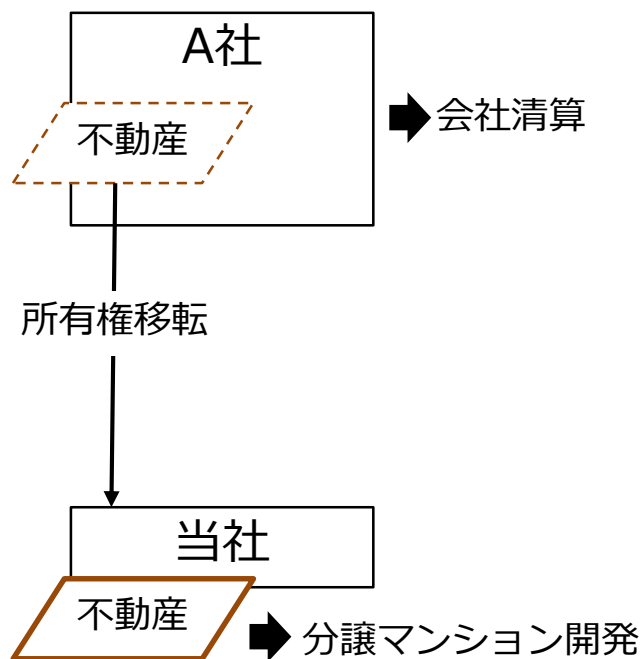 A社
不動産
会社清算
所有権移転
当社
不動産
分譲マンション開発